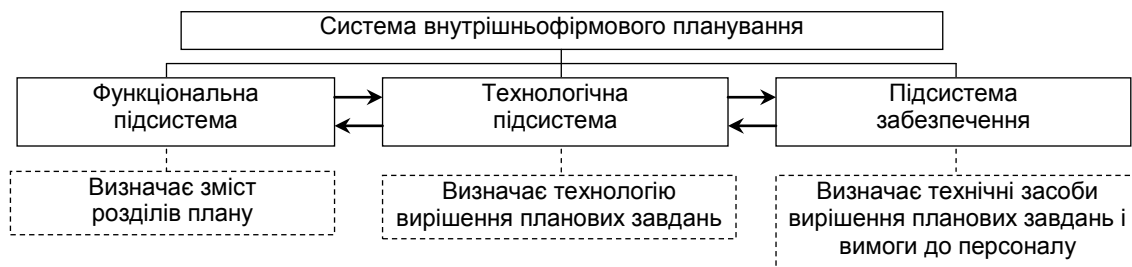 Система внутрішньофірмового планування
Функціональна
підсистема
Технологічна
підсистема
Підсистема
забезпечення
Визначає зміст
розділів плану
Визначає технологію
вирішення планових завдань
Визначає технічні засоби
вирішення планових завдань і
вимоги до персоналу